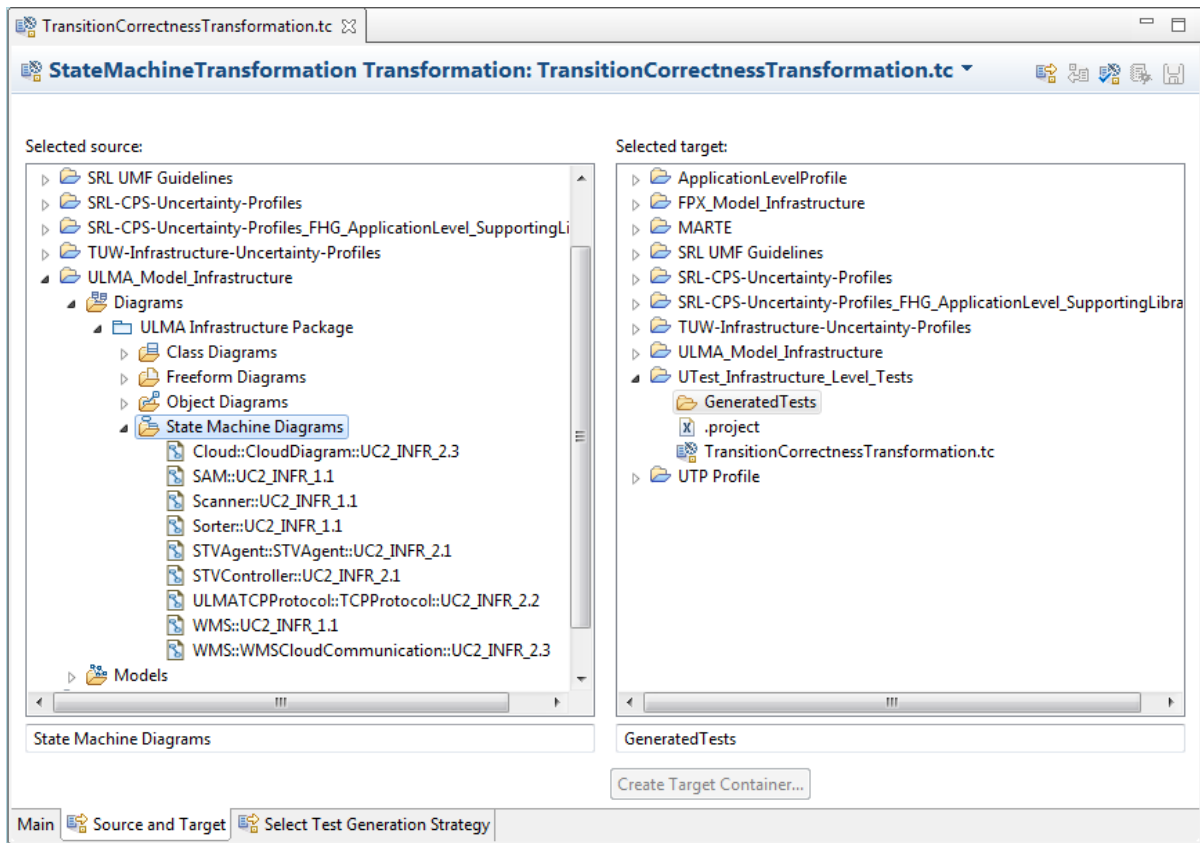 TransitionCorrectnessTransformation.tc
StateMachineTransformation Transformation: TransitionCorrectnessTransformation.tc
Selected source:
SRL UMF Guidelines
SRL-CPS-Uncertainty-Profiles
SRL-CPS-Uncertainty-Profiles_FHG_ApplicationLevel_SupportingLi
TUW-Infrastructure-Uncertainty-Profiles
ULMA_Model_Infrastructure
Diagrams
ULMA Infrastructure Package
Class Diagrams
Freeform Diagrams
Object Diagrams
State Machine Diagrams
Cloud::CloudDiagram::UC2_INFR_2.3
SAM::UC2_INFR_1.1
Scanner::UC2_INFR_1.1
Sorter::UC2_INFR_1.1
STVAgent::STVAgent::UC2_INFR_2.1
STVController::UC2_INFR_2.1
ULMATCPProtocol::TCPProtocol::UC2_INFR_2.2
WMS::UC2_INFR_1.1
WMS::WMSCloudCommunication::UC2_INFR_2.3
Models
State Machine Diagrams
Selected target:
ApplicationLevelProfile
FPX_Model_Infrastructure
MARTE
SRL UMF Guidelines
SRL-CPS-Uncertainty-Profiles
SRL-CPS-Uncertainty-Profiles_FHG_ApplicationLevel_SupportingLibra
TUW-Infrastructure-Uncertainty-Profiles
ULMA_Model_Infrastructure
UTest_Infrastructure_Level_Tests
GeneratedTests
.project
TransitionCorrectnessTransformation.tc
UTP Profile
GeneratedTests
Create Target Container...
Main Source and Target Select Test Generation Strategy